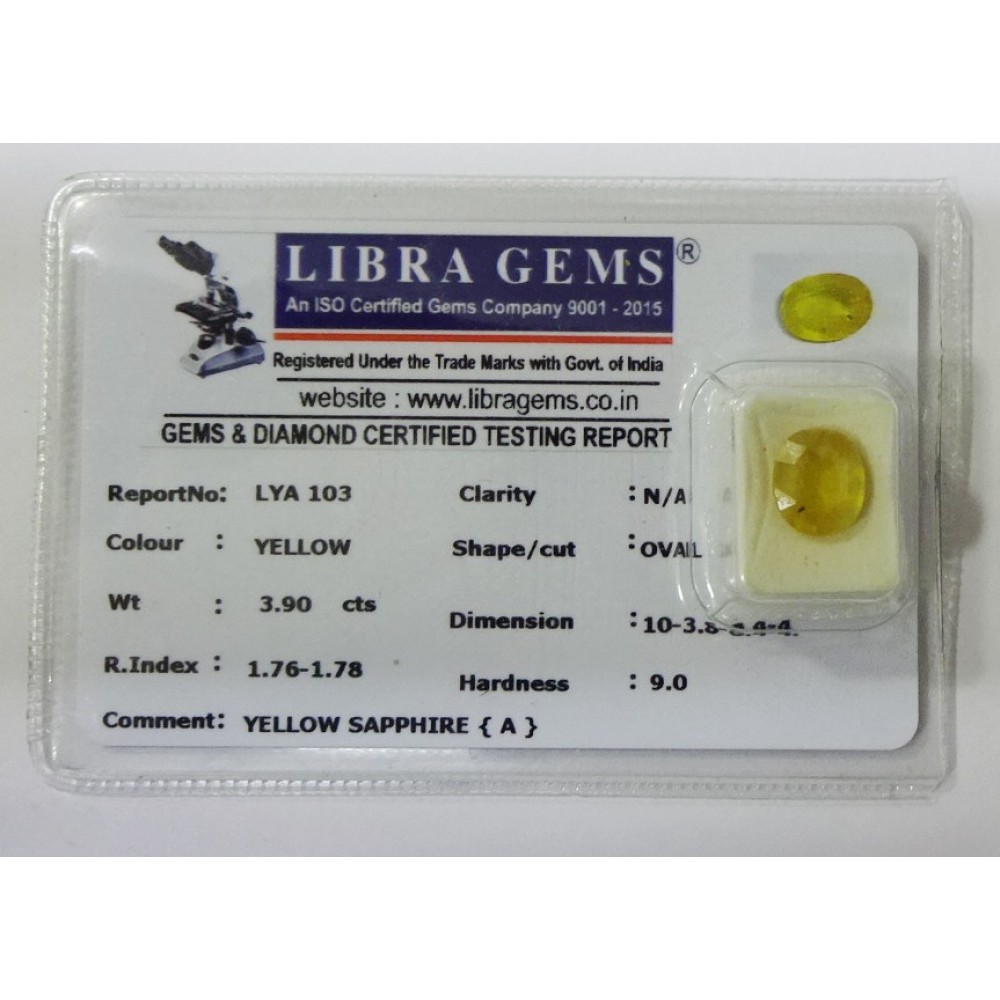 LIBRA GEMS ®
An ISO Certified Gems Company 9001 - 2015
Registered Under the Trade Marks with Govt. of India
website : www.libragems.co.in
GEMS & DIAMOND CERTIFIED TESTING REPORT
ReportNo: LYA 103 Clarity : N/A
Colour : YELLOW Shape/cut : OVAL
Wt : 3.90 cts Dimension :
R.Index : 1.76-1.78 Hardness : 9.0
Comment: YELLOW SAPPHIRE { A }